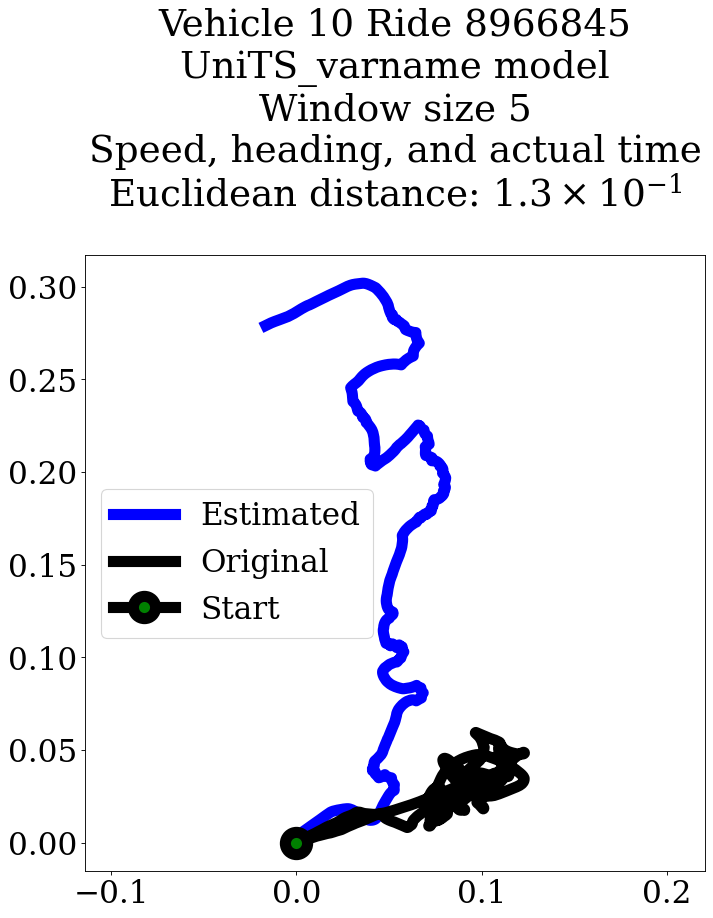 Vehicle 10 Ride 8966845
UniTS_varname model
Window size 5
Speed, heading, and actual time
Euclidean distance: 1.3 × 10⁻¹
0.30
0.25
0.20
0.15
0.10
0.05
0.00
Estimated
Original
Start
−0.1 0.0 0.1 0.2